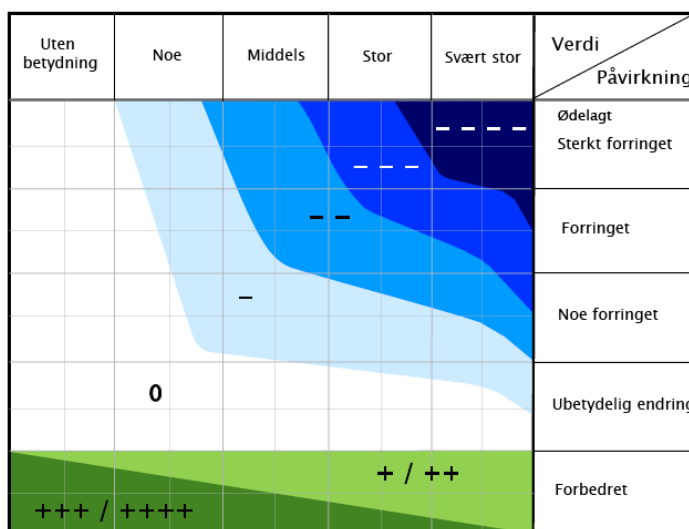 Uten
betydning
Noe
Middels
Stor
Svært stor
Verdi
Påvirkning
Ødelagt
Sterkt forringet
Forringet
Noe forringet
Ubetydelig endring
Forbedret
– – – –
– – –
– –
–
0
+ / ++
+++ / ++++